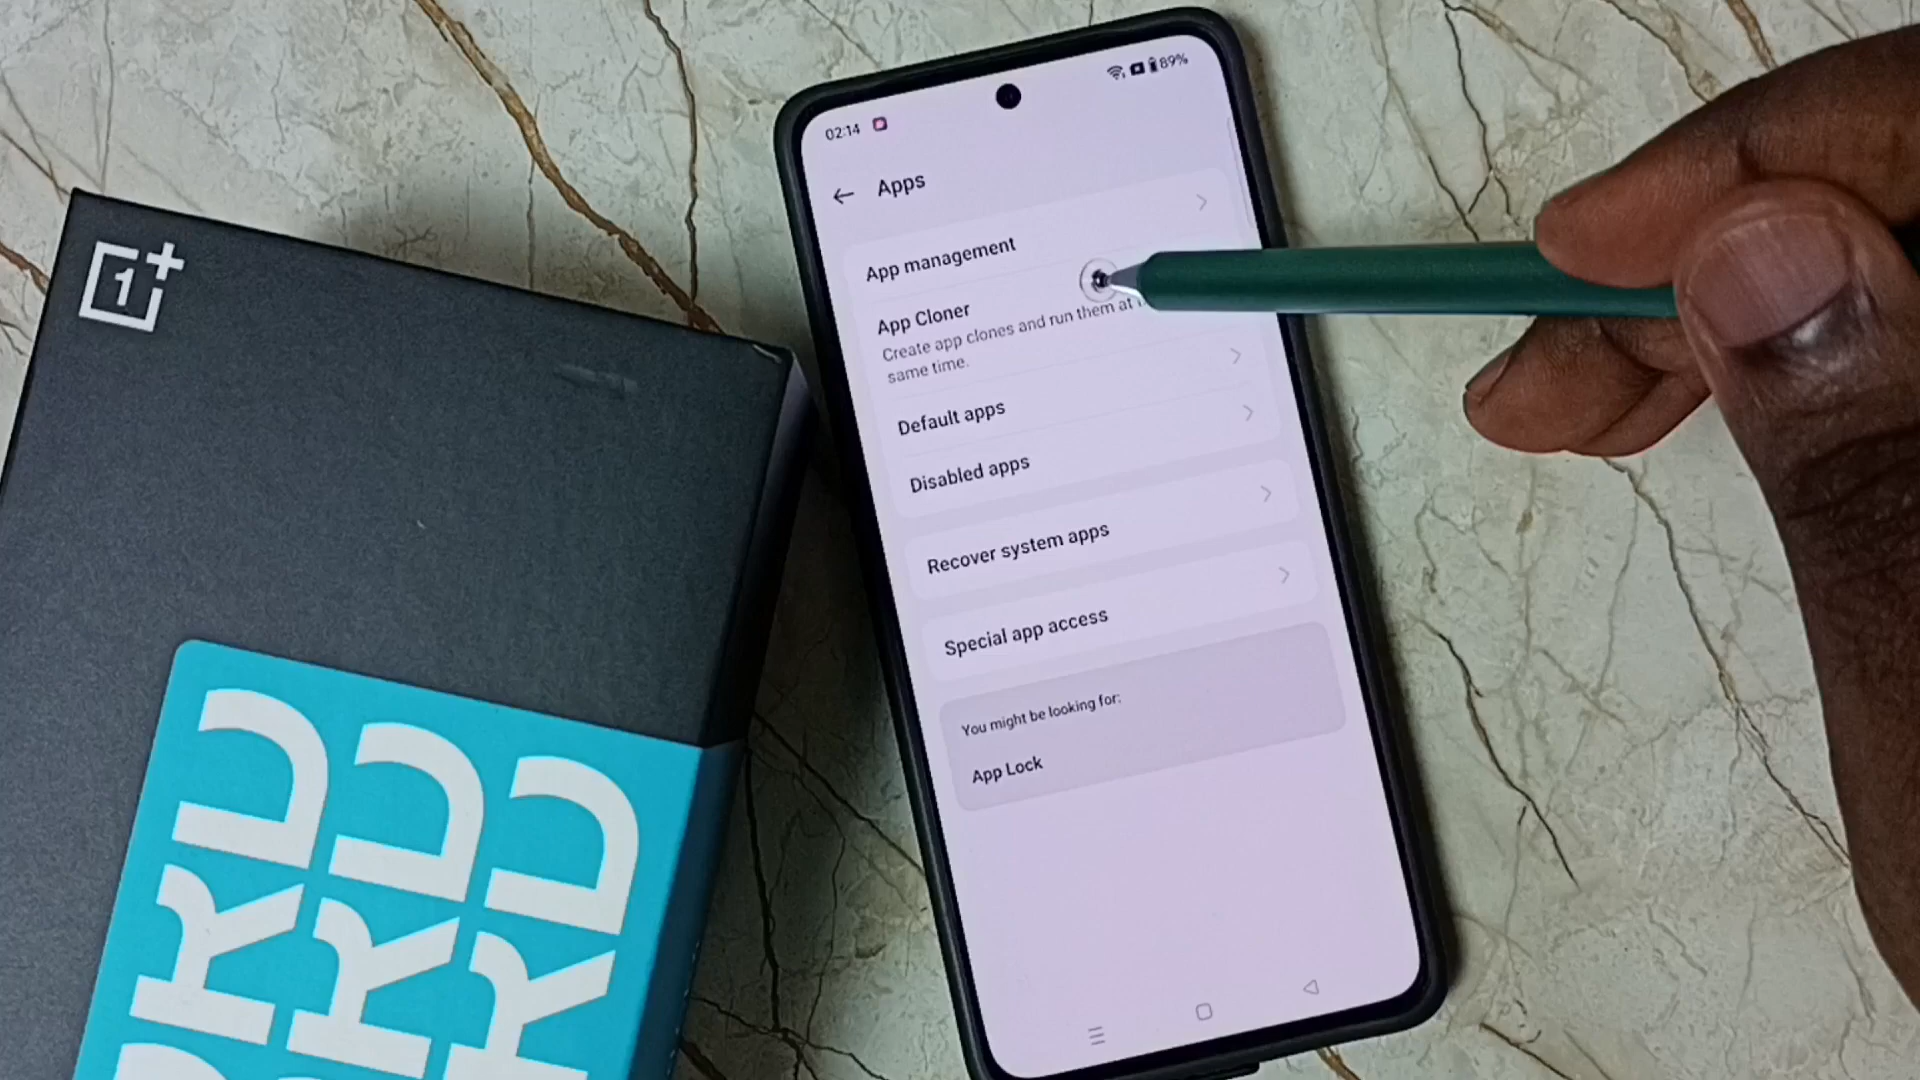 02:14
89%
Apps
App management
App Cloner
Create app clones and run them at
same time.
Default apps
Disabled apps
Recover system apps
Special app access
You might be looking for:
App Lock
1+